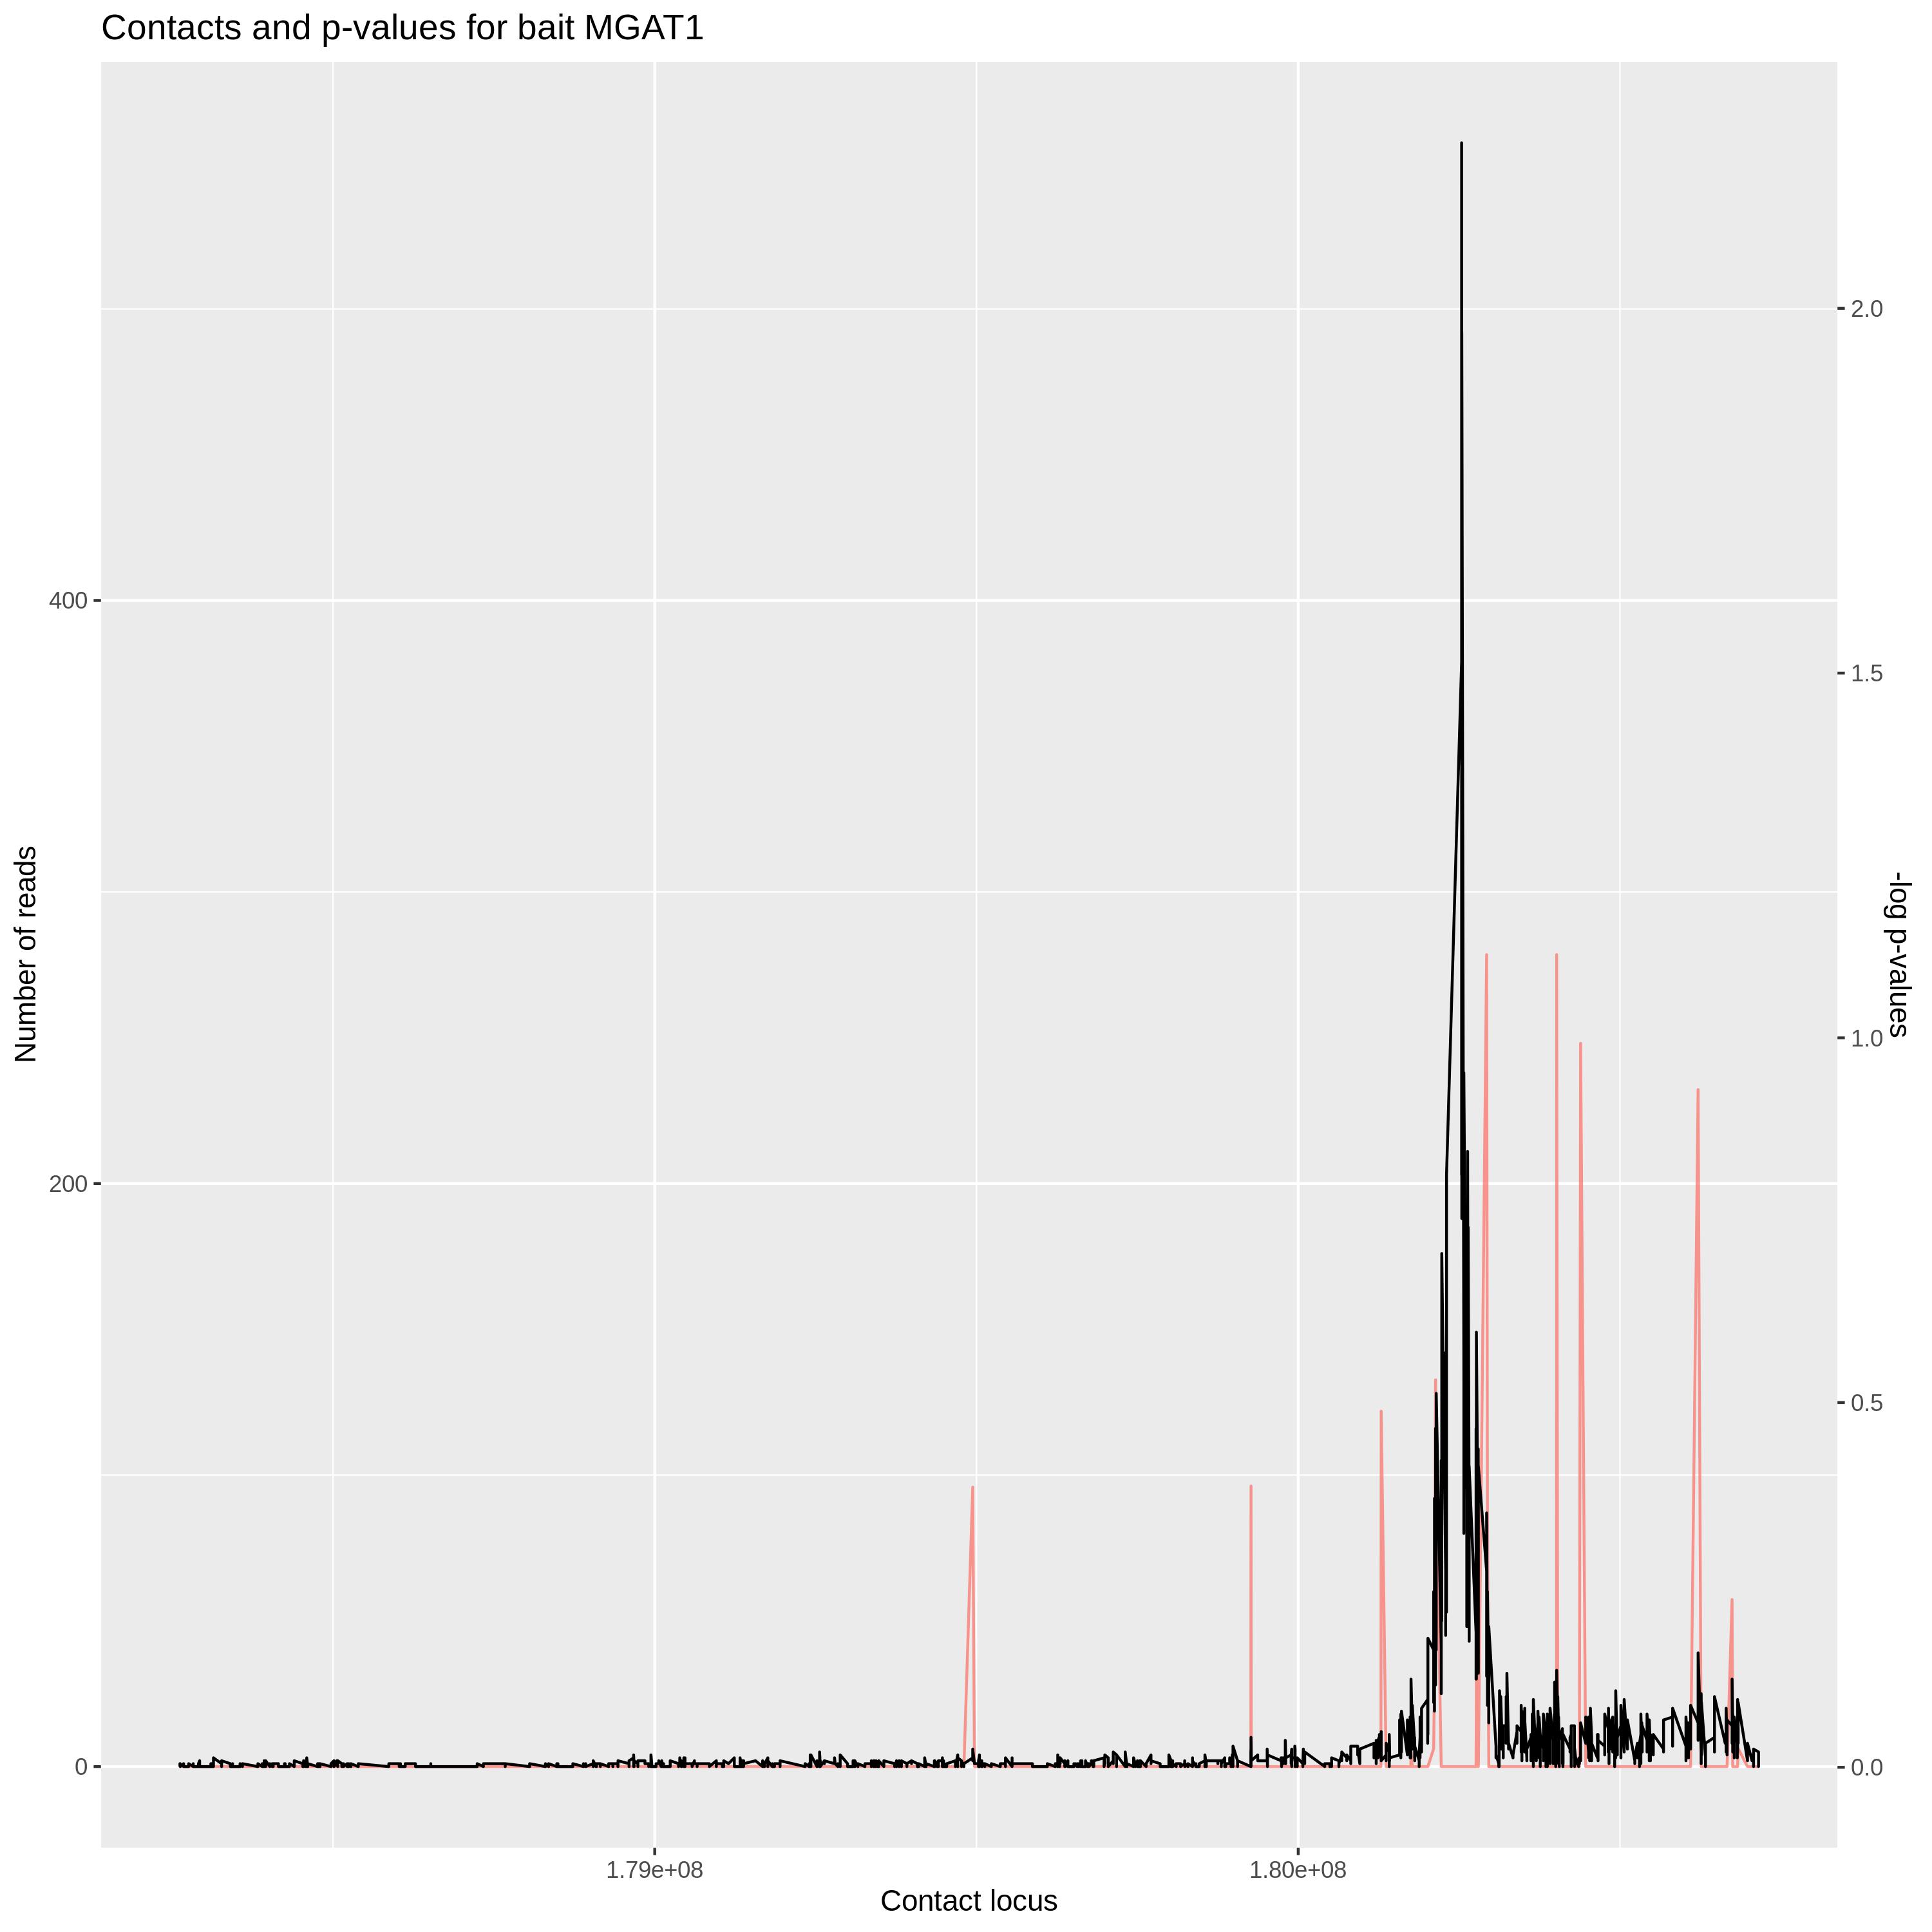 Contacts and p-values for bait MGAT1
Number of reads
400
200
0
2.0
1.5
1.0
0.5
0.0
-log p-values
1.79e+08
1.80e+08
Contact locus